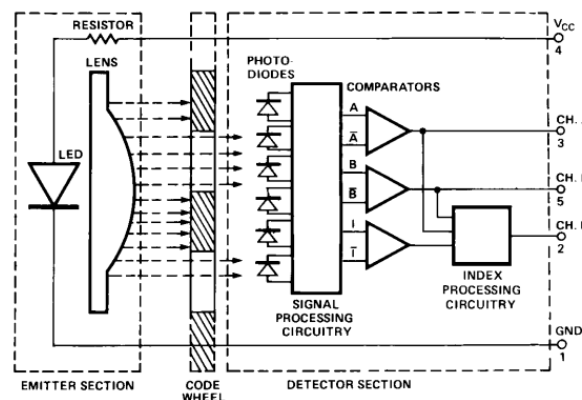 RESISTOR
LENS
LED
PHOTO-
DIODES
COMPARATORS
A
A̅
B
B̅
I
I̅
VCC
4
CH.
3
CH.
5
CH.
2
GND
1
SIGNAL
PROCESSING
CIRCUITRY
INDEX
PROCESSING
CIRCUITRY
EMITTER SECTION
CODE
WHEEL
DETECTOR SECTION